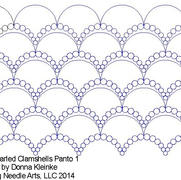 arled Clamshells Panto 1
by Donna Kleinke
g Needle Arts, LLC 2014